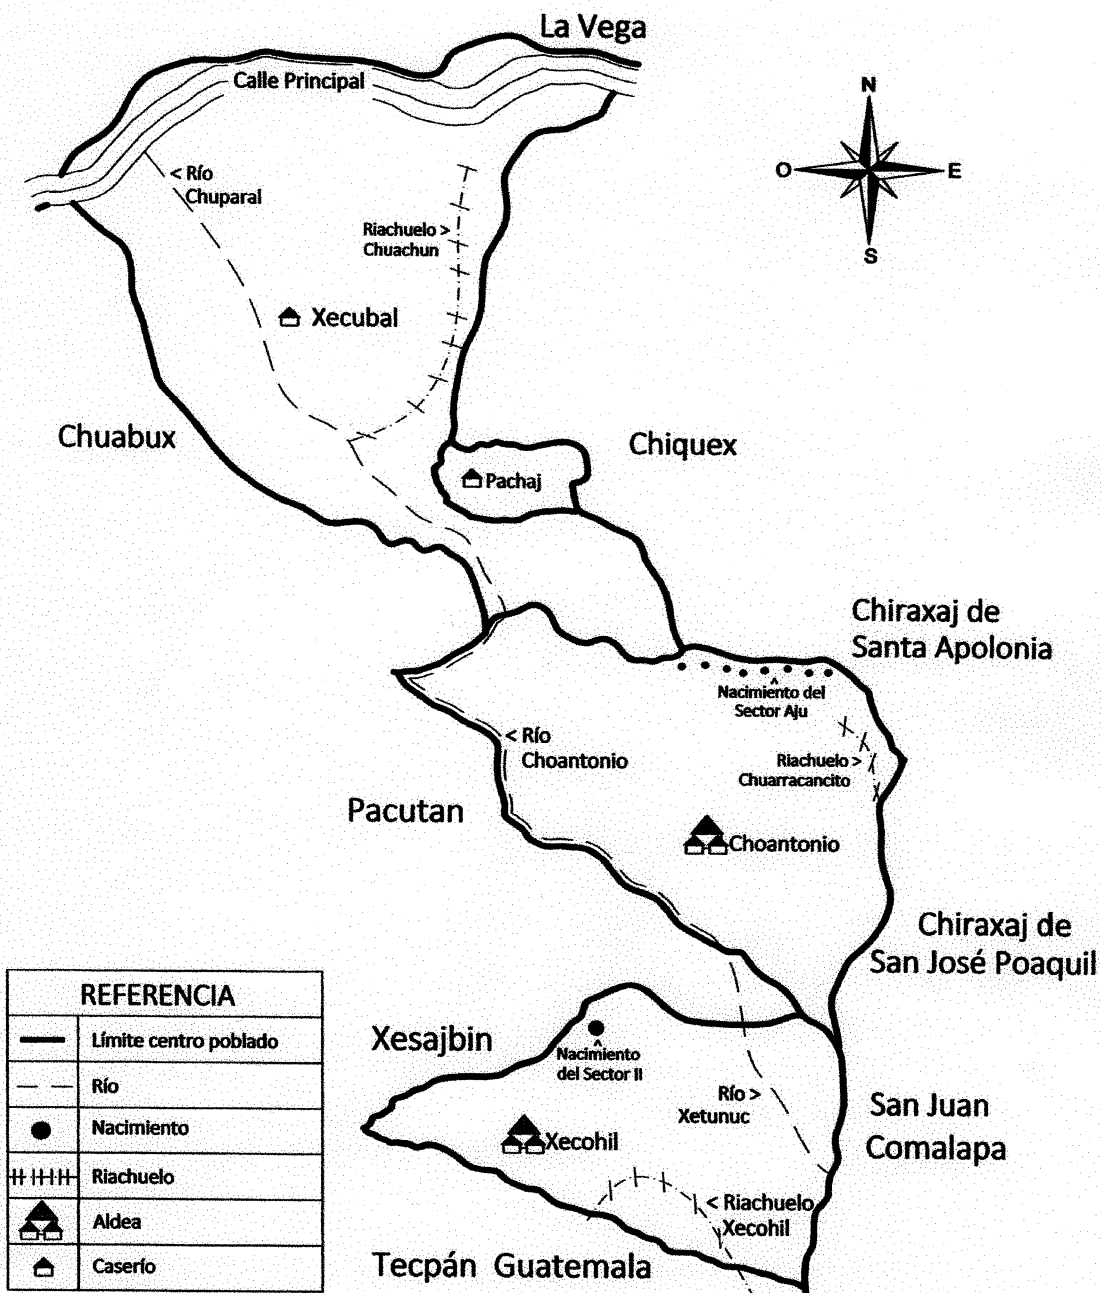 La Vega
Calle Principal
N
O
E
S
< Río
Chuparal
Riachuelo >
Chuachun
Xecubal
Chuabux
Chiquex
Pachaj
Chiraxaj de
Santa Apolonia
^
Nacimiento del
Sector Aju
< Río
Choantonio
Riachuelo >
Chuarracancito
Pacutan
Choantonio
Chiraxaj de
San José Poaquil
Xesajbin
^
Nacimiento
del Sector II
Río >
Xetunuc
San Juan
Comalapa
Xecohil
< Riachuelo
Xecohil
Tecpán Guatemala
REFERENCIA
Límite centro poblado
Río
Nacimiento
Riachuelo
Aldea
Caserío